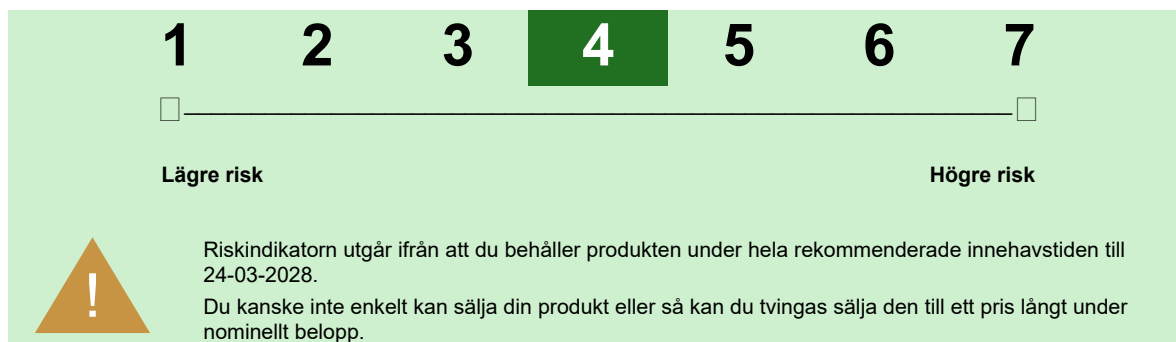 1 2 3 4 5 6 7
Lägre risk Högre risk
Riskindikatorn utgår ifrån att du behåller produkten under hela rekommenderade innehavstiden till
24-03-2028.
!
Du kanske inte enkelt kan sälja din produkt eller så kan du tvingas sälja den till ett pris långt under
nominellt belopp.